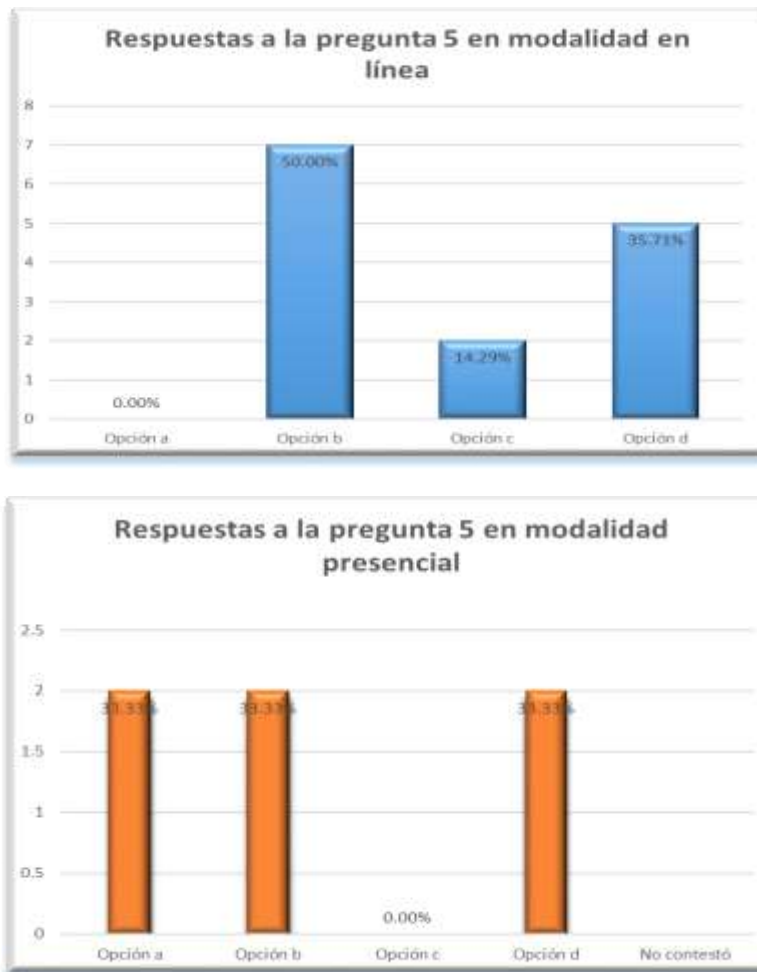 Respuestas a la pregunta 5 en modalidad en
línea
8
7
6
5
4
3
2
1
0
50.00%
35.71%
14.29%
0.00%
Opción a
Opción b
Opción c
Opción d
Respuestas a la pregunta 5 en modalidad
presencial
2.5
2
1.5
1
0.5
0
33.33%
33.33%
33.33%
0.00%
Opción a
Opción b
Opción c
Opción d
No contestó